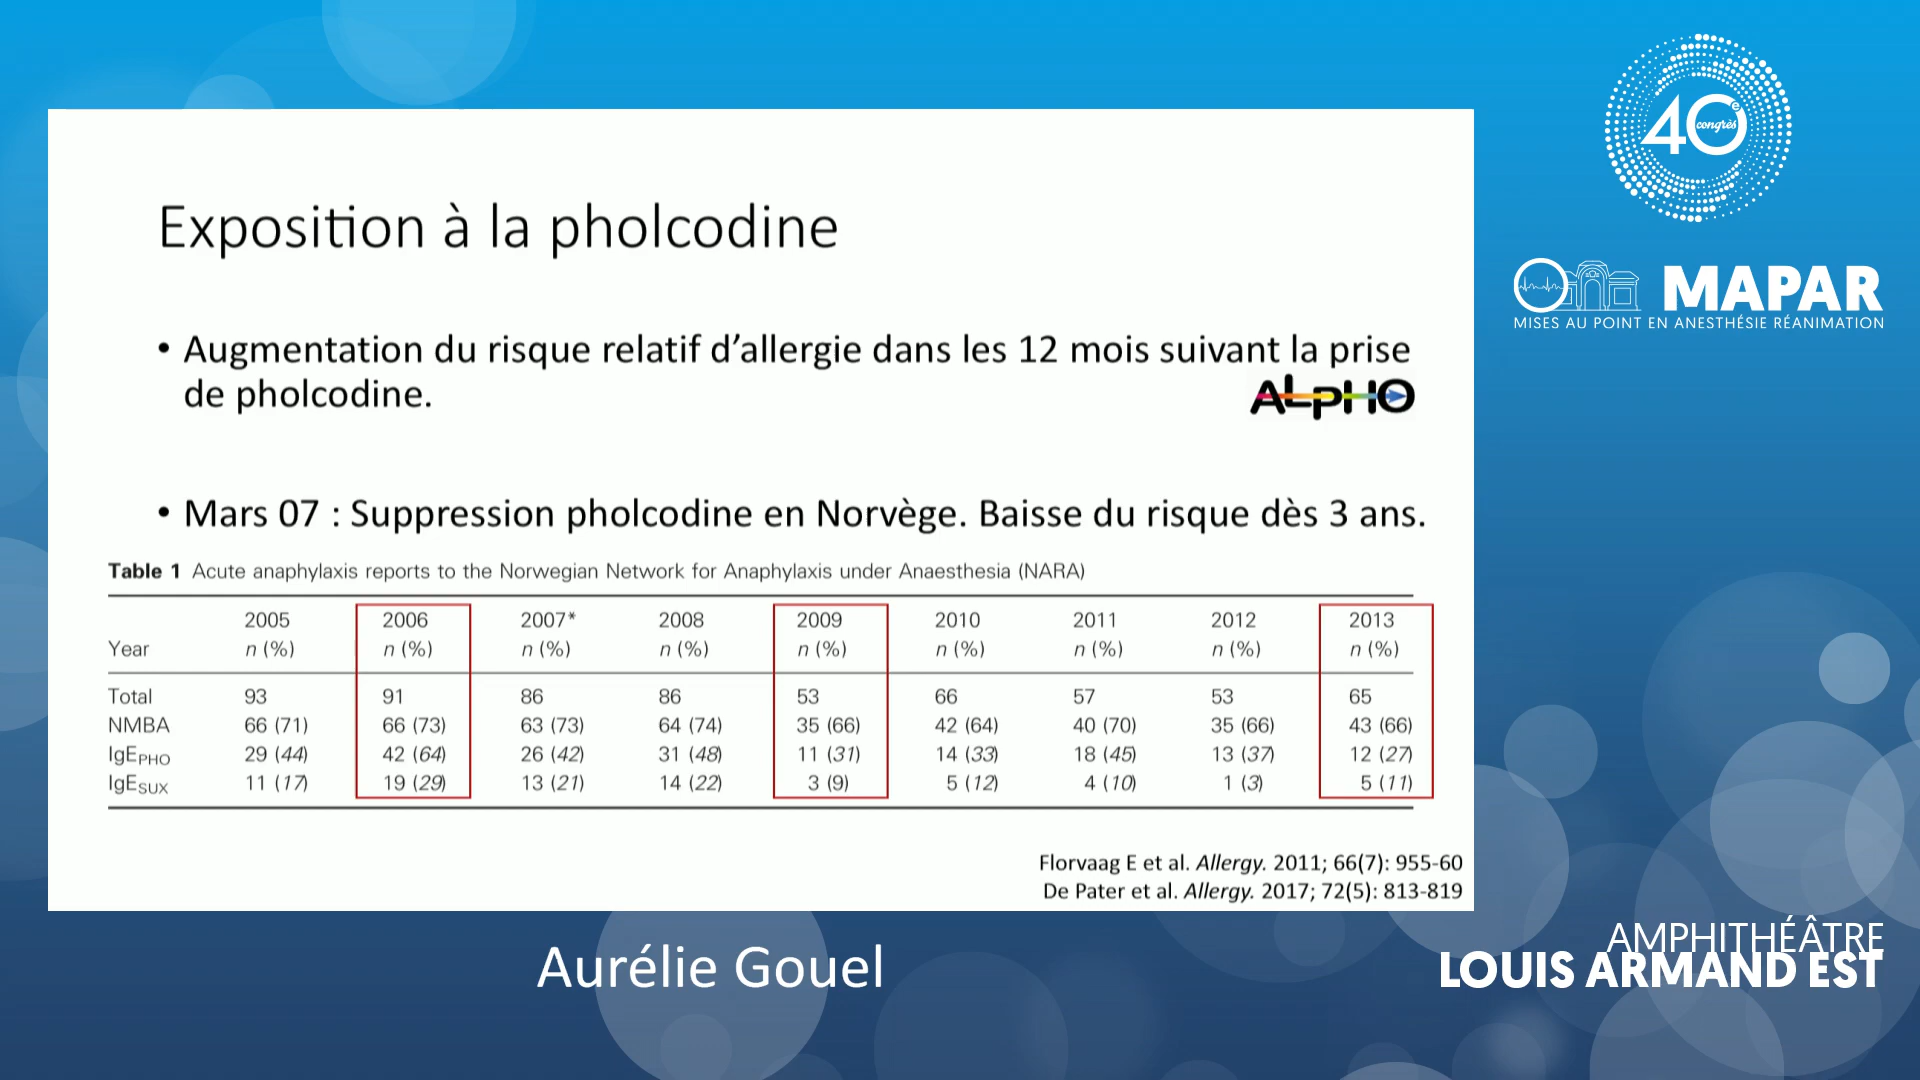 40e congrès
MAPAR
MISES AU POINT EN ANESTHÉSIE RÉANIMATION
Exposition à la pholcodine
• Augmentation du risque relatif d’allergie dans les 12 mois suivant la prise
de pholcodine.
ALPHO
• Mars 07 : Suppression pholcodine en Norvège. Baisse du risque dès 3 ans.
Table 1 Acute anaphylaxis reports to the Norwegian Network for Anaphylaxis under Anaesthesia (NARA)
2005 2006 2007* 2008 2009 2010 2011 2012 2013
Year n (%) n (%) n (%) n (%) n (%) n (%) n (%) n (%) n (%)
Total 93 91 86 86 53 66 57 53 65
NMBA 66 (71) 66 (73) 63 (73) 64 (74) 35 (66) 42 (64) 40 (70) 35 (66) 43 (66)
IgEPHO 29 (44) 42 (64) 26 (42) 31 (48) 11 (31) 14 (33) 18 (45) 13 (37) 12 (27)
IgESUX 11 (17) 19 (29) 13 (21) 14 (22) 3 (9) 5 (12) 4 (10) 1 (3) 5 (11)
Florvaag E et al. Allergy. 2011; 66(7): 955-60
De Pater et al. Allergy. 2017; 72(5): 813-819
Aurélie Gouel
AMPHITHÉÂTRE
LOUIS ARMAND EST